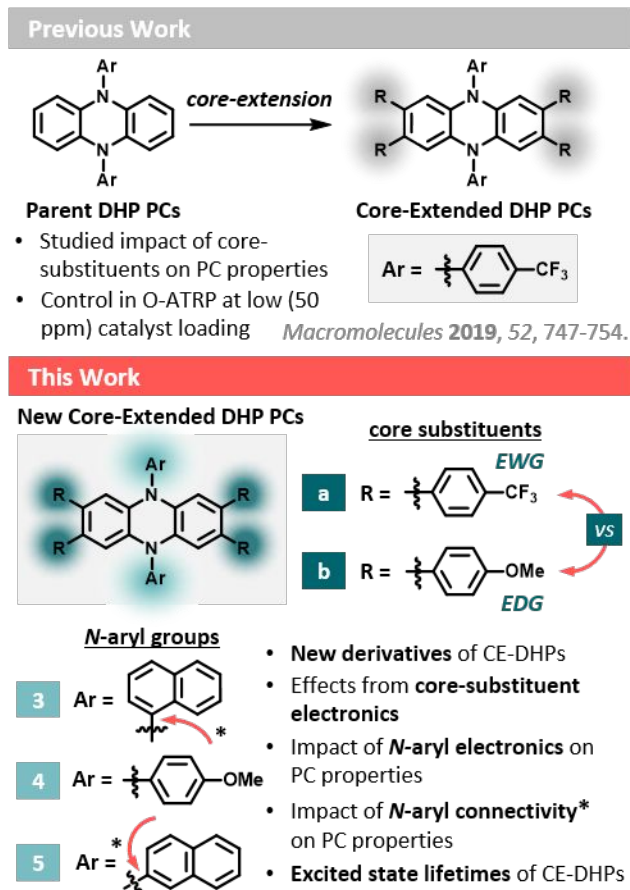 Previous Work
Ar
N
N
Ar
core-extension
Ar
R N R
R N R
Ar
Parent DHP PCs
Core-Extended DHP PCs
• Studied impact of core-
substituents on PC properties
• Control in O-ATRP at low (50
ppm) catalyst loading
Ar = CF3
Macromolecules 2019, 52, 747-754.
This Work
New Core-Extended DHP PCs
Ar
R N R
R N R
Ar
core substituents
EWG
a R = CF3
vs
b R = OMe
EDG
N-aryl groups
3 Ar =
*
4 Ar = OMe
*
5 Ar =
• New derivatives of CE-DHPs
• Effects from core-substituent
electronics
• Impact of N-aryl electronics on
PC properties
• Impact of N-aryl connectivity*
on PC properties
• Excited state lifetimes of CE-DHPs